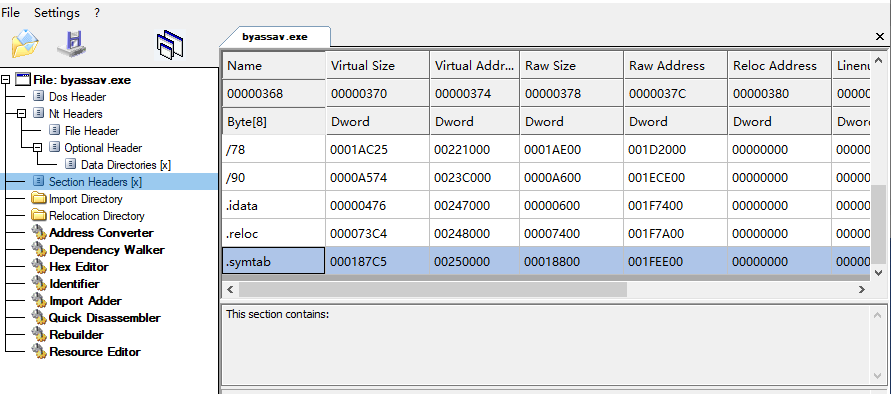 File Settings ?
byassav.exe
File: byassav.exe
Dos Header
Nt Headers
File Header
Optional Header
Data Directories [x]
Section Headers [x]
Import Directory
Relocation Directory
Address Converter
Dependency Walker
Hex Editor
Identifier
Import Adder
Quick Disassembler
Rebuilder
Resource Editor
Name Virtual Size Virtual Addr... Raw Size Raw Address Reloc Address Linenu
00000368 00000370 00000374 00000378 0000037C 00000380 0000
Byte[8] Dword Dword Dword Dword Dword Dwor
/78 0001AC25 00221000 0001AE00 001D2000 00000000 0000
/90 0000A574 0023C000 0000A600 001ECE00 00000000 0000
.idata 00000476 00247000 00000600 001F7400 00000000 0000
.reloc 000073C4 00248000 00007400 001F7A00 00000000 0000
.symtab 000187C5 00250000 00018800 001FEE00 00000000 0000
This section contains: